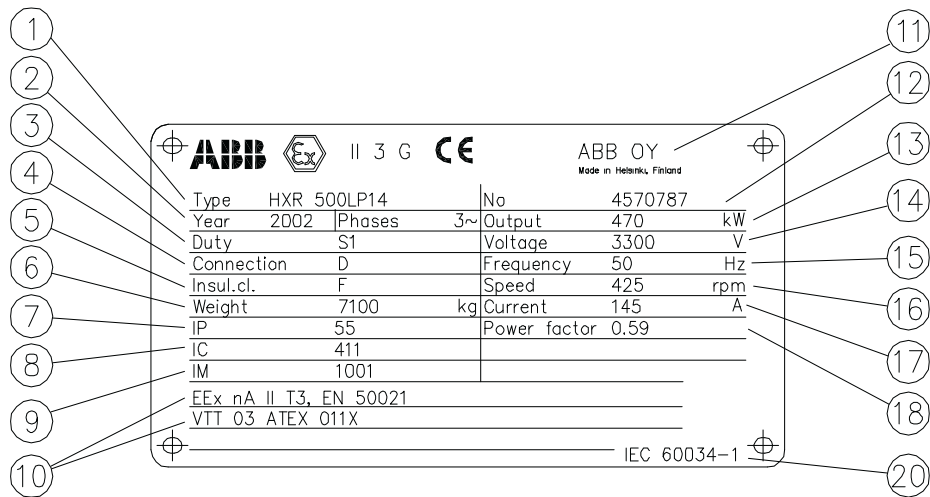 1
2
3
4
5
6
7
8
9
10
11
12
13
14
15
16
17
18
20
ABB Ex II 3 G CE ABB OY
Made in Helsinki, Finland
Type HXR 500LP14 No 4570787
Year 2002 Phases 3~ Output 470 kW
Duty S1 Voltage 3300 V
Connection D Frequency 50 Hz
Insul.cl. F Speed 425 rpm
Weight 7100 kg Current 145 A
IP 55 Power factor 0.59
IC 411
IM 1001
EEx nA II T3, EN 50021
VTT 03 ATEX 011X
IEC 60034-1